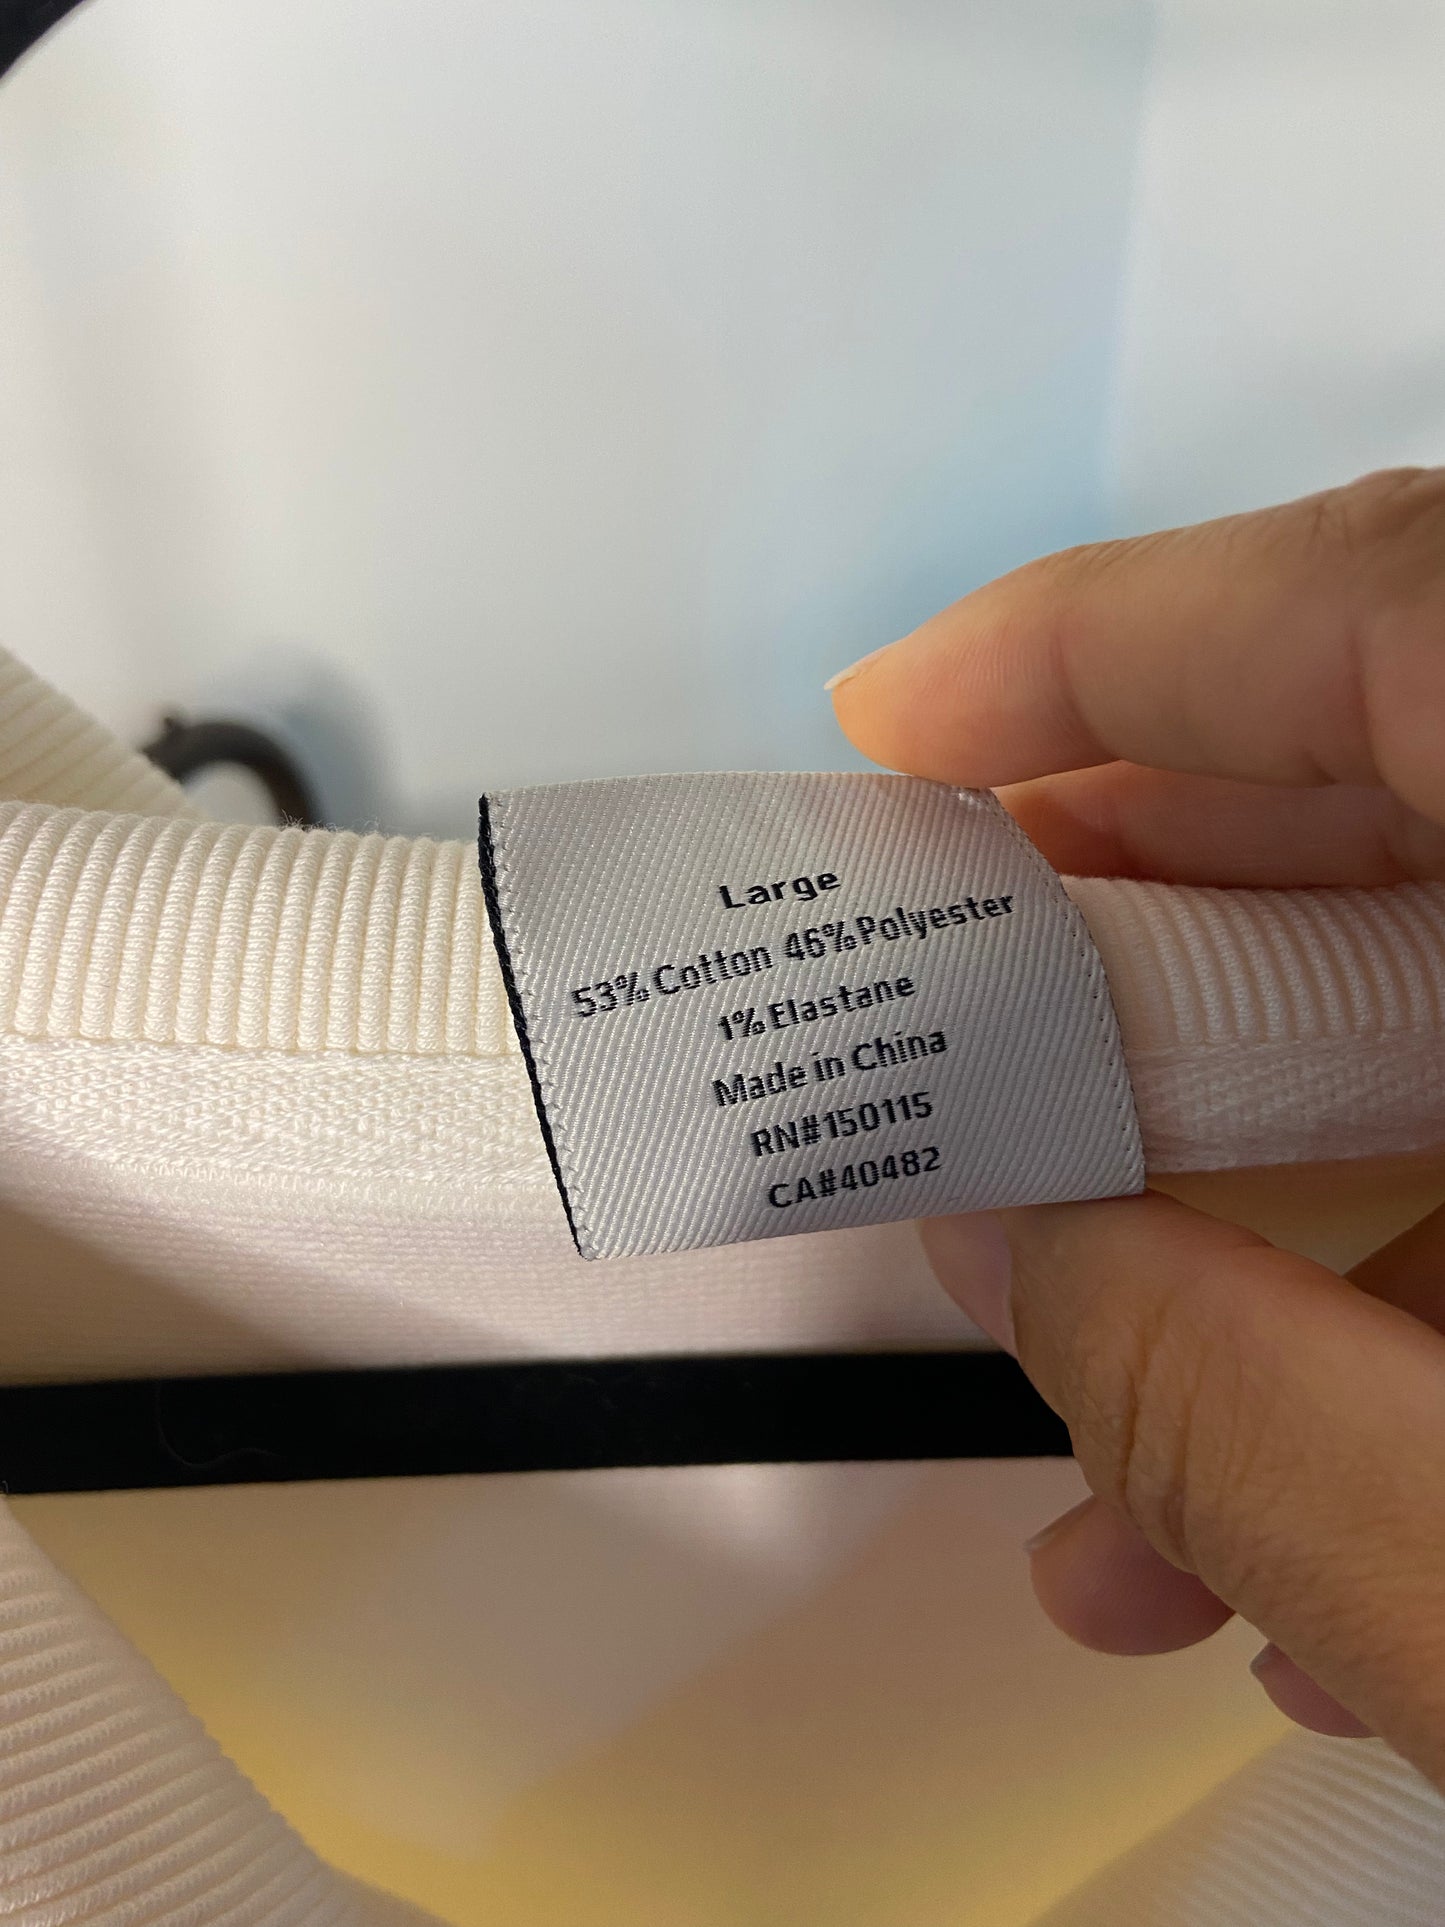 Large
53% Cotton 46% Polyester
1% Elastane
Made in China
RN#150115
CA#40482